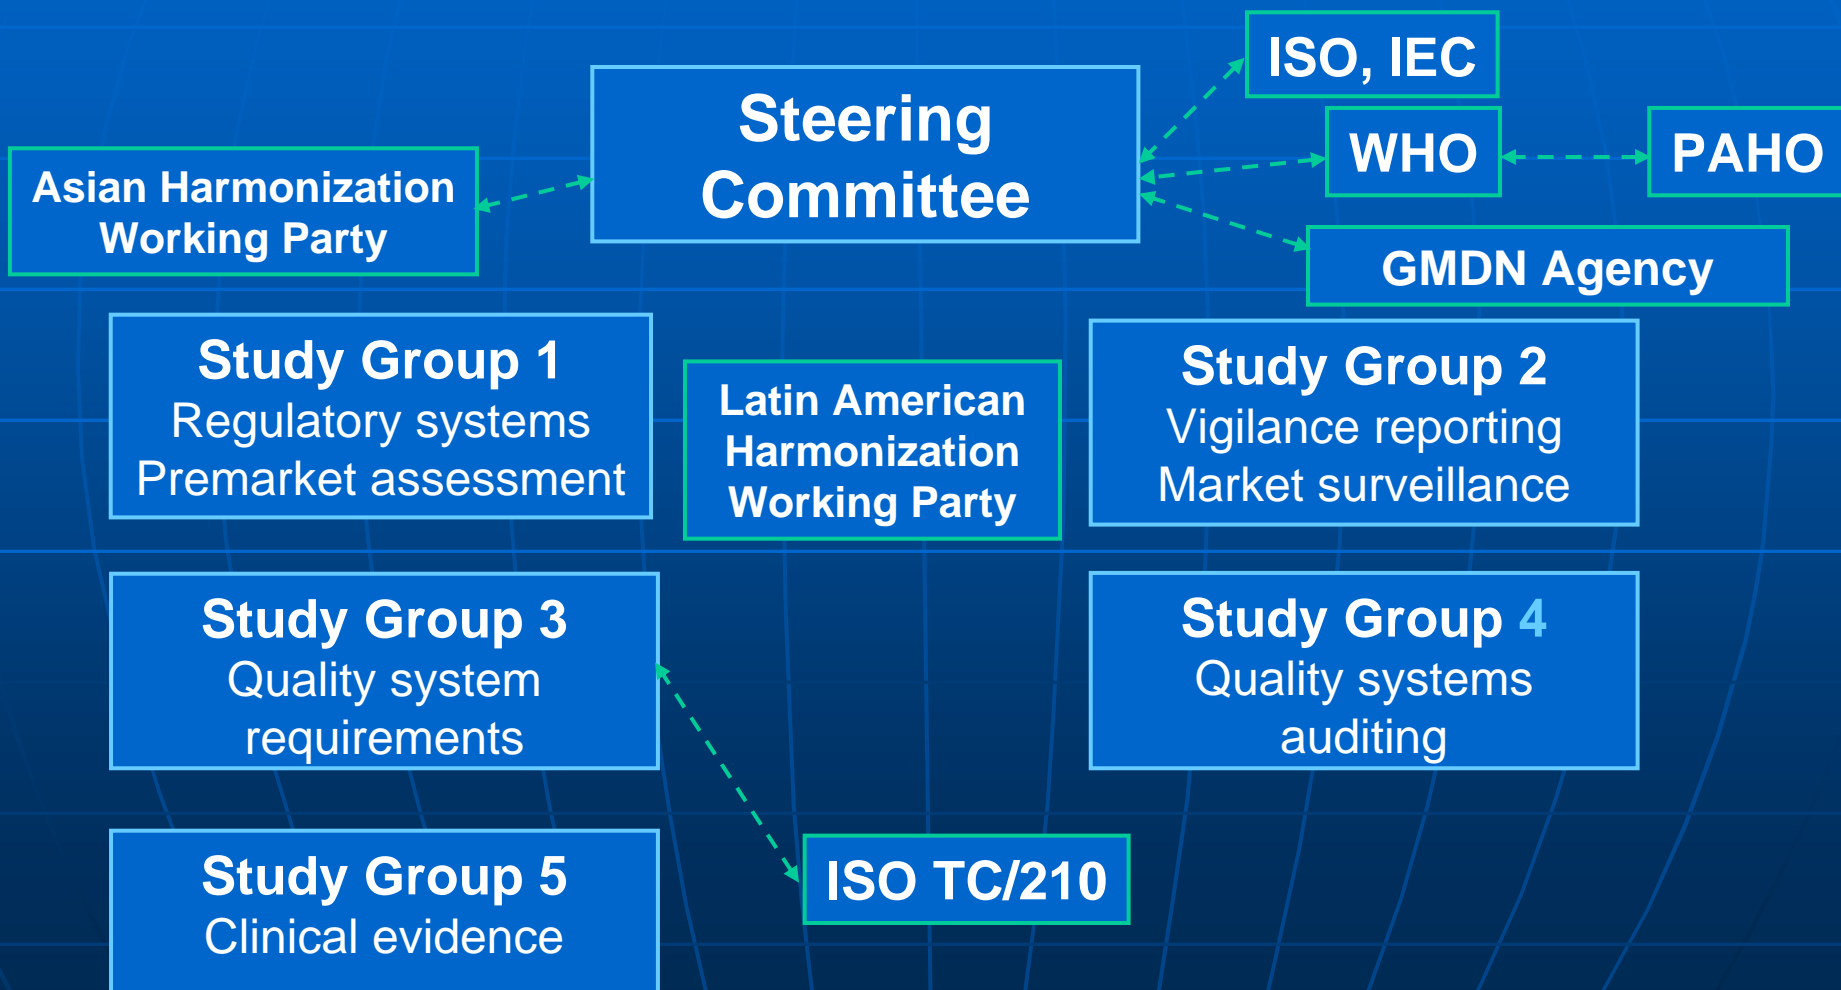 Steering
Committee
ISO, IEC
WHO
PAHO
Asian Harmonization
Working Party
GMDN Agency
Study Group 1
Regulatory systems
Premarket assessment
Latin American
Harmonization
Working Party
Study Group 2
Vigilance reporting
Market surveillance
Study Group 3
Quality system
requirements
Study Group 4
Quality systems
auditing
Study Group 5
Clinical evidence
ISO TC/210